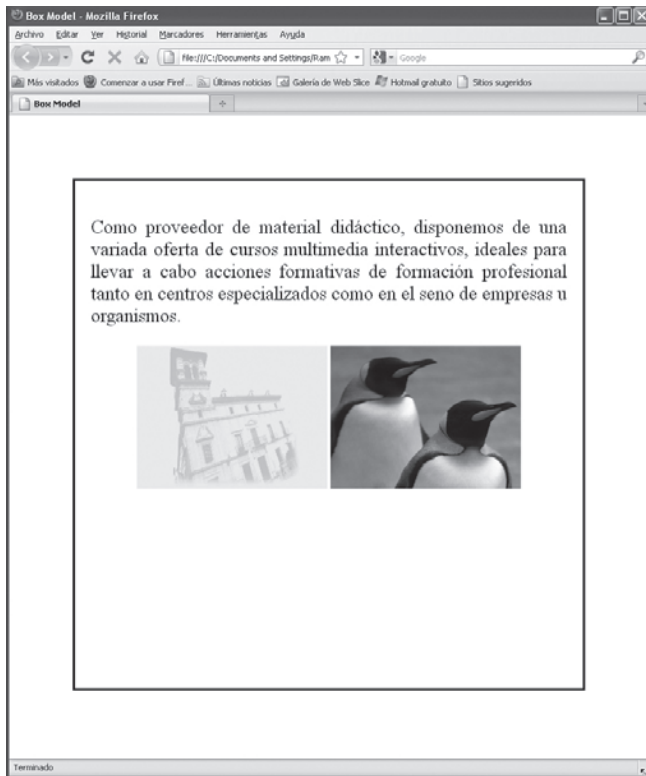 Box Model - Mozilla Firefox
Archivo Editar Ver Historial Marcadores Herramientas Ayuda
file:///C:/Documents and Settings/Ram
Google
Más visitados Comenzar a usar Firef... Últimas noticias Galería de Web Slice Hotmail gratuito Sitios sugeridos
Box Model
Como proveedor de material didáctico, disponemos de una
variada oferta de cursos multimedia interactivos, ideales para
llevar a cabo acciones formativas de formación profesional
tanto en centros especializados como en el seno de empresas u
organismos.
Terminado